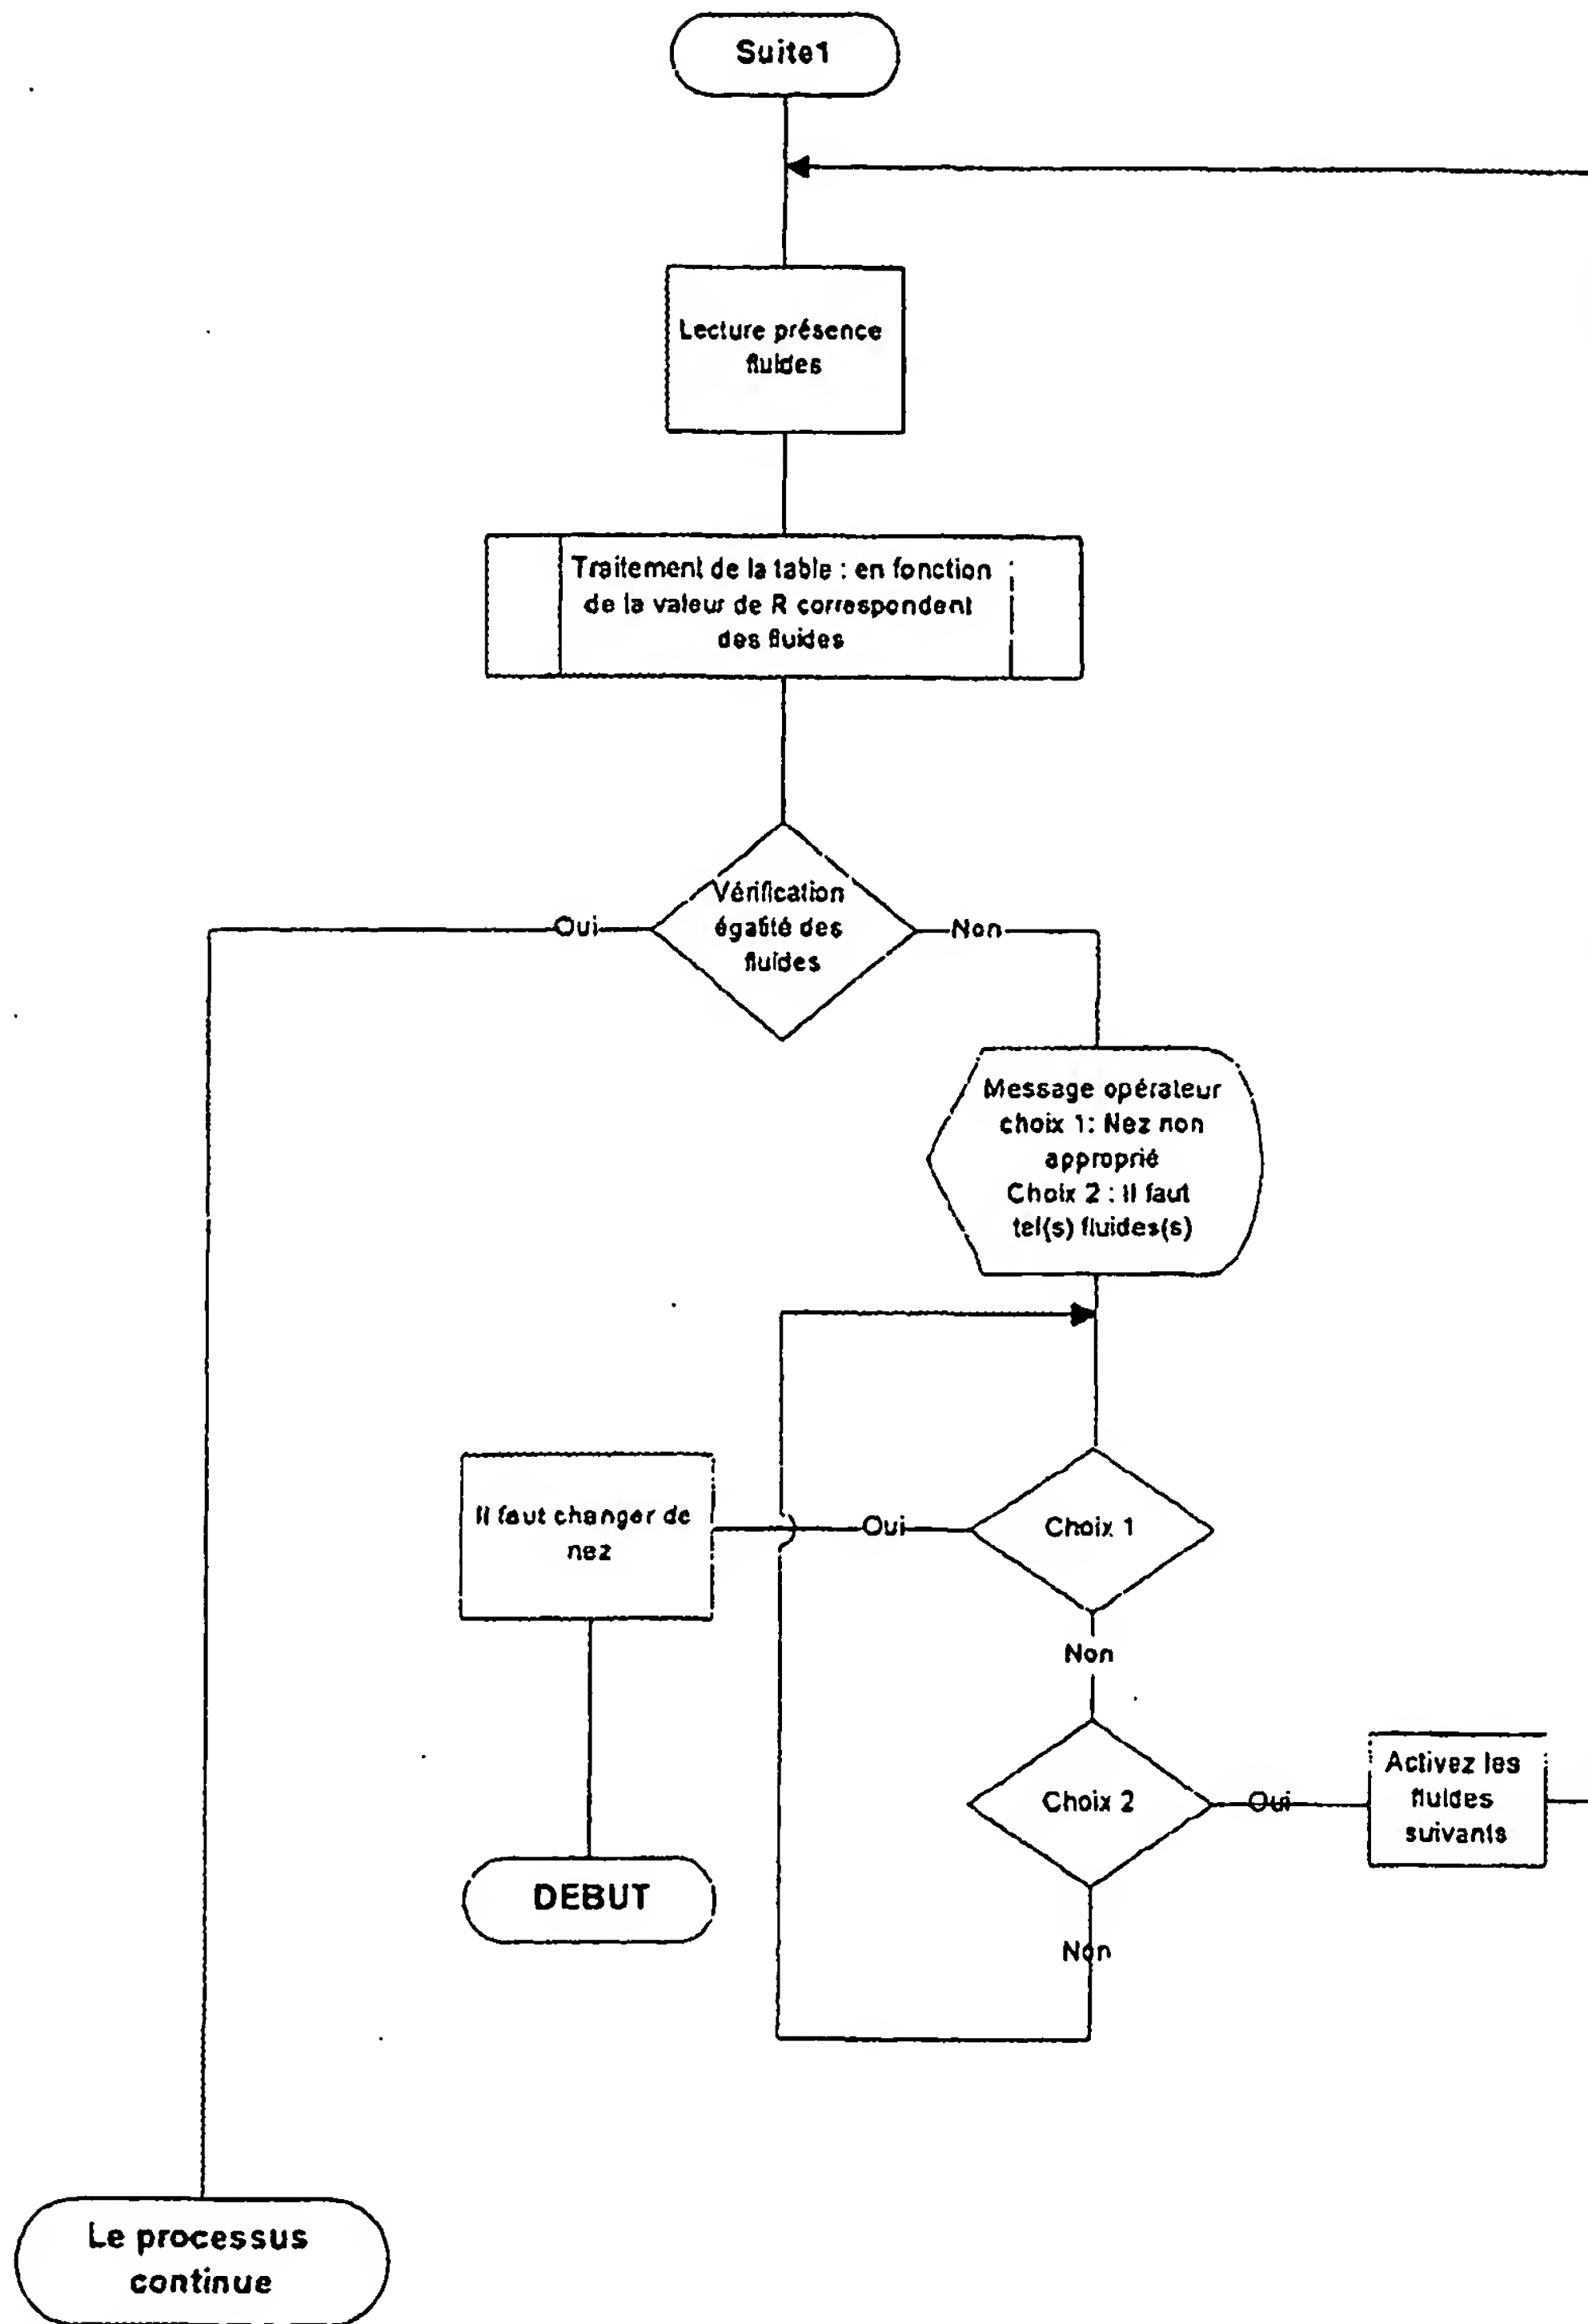 Suite1
Lecture présence
fluides
Traitement de la table : en fonction
de la valeur de R correspondent
des fluides
Vérification
égalité des
fluides
Oui
Non
Message opérateur
choix 1: Nez non
approprié
Choix 2 : Il faut
tel(s) fluides(s)
Il faut changer de
nez
Oui
Choix 1
Non
Choix 2
Oui
Activez les
fluides
suivants
DEBUT
Non
Le processus
continue